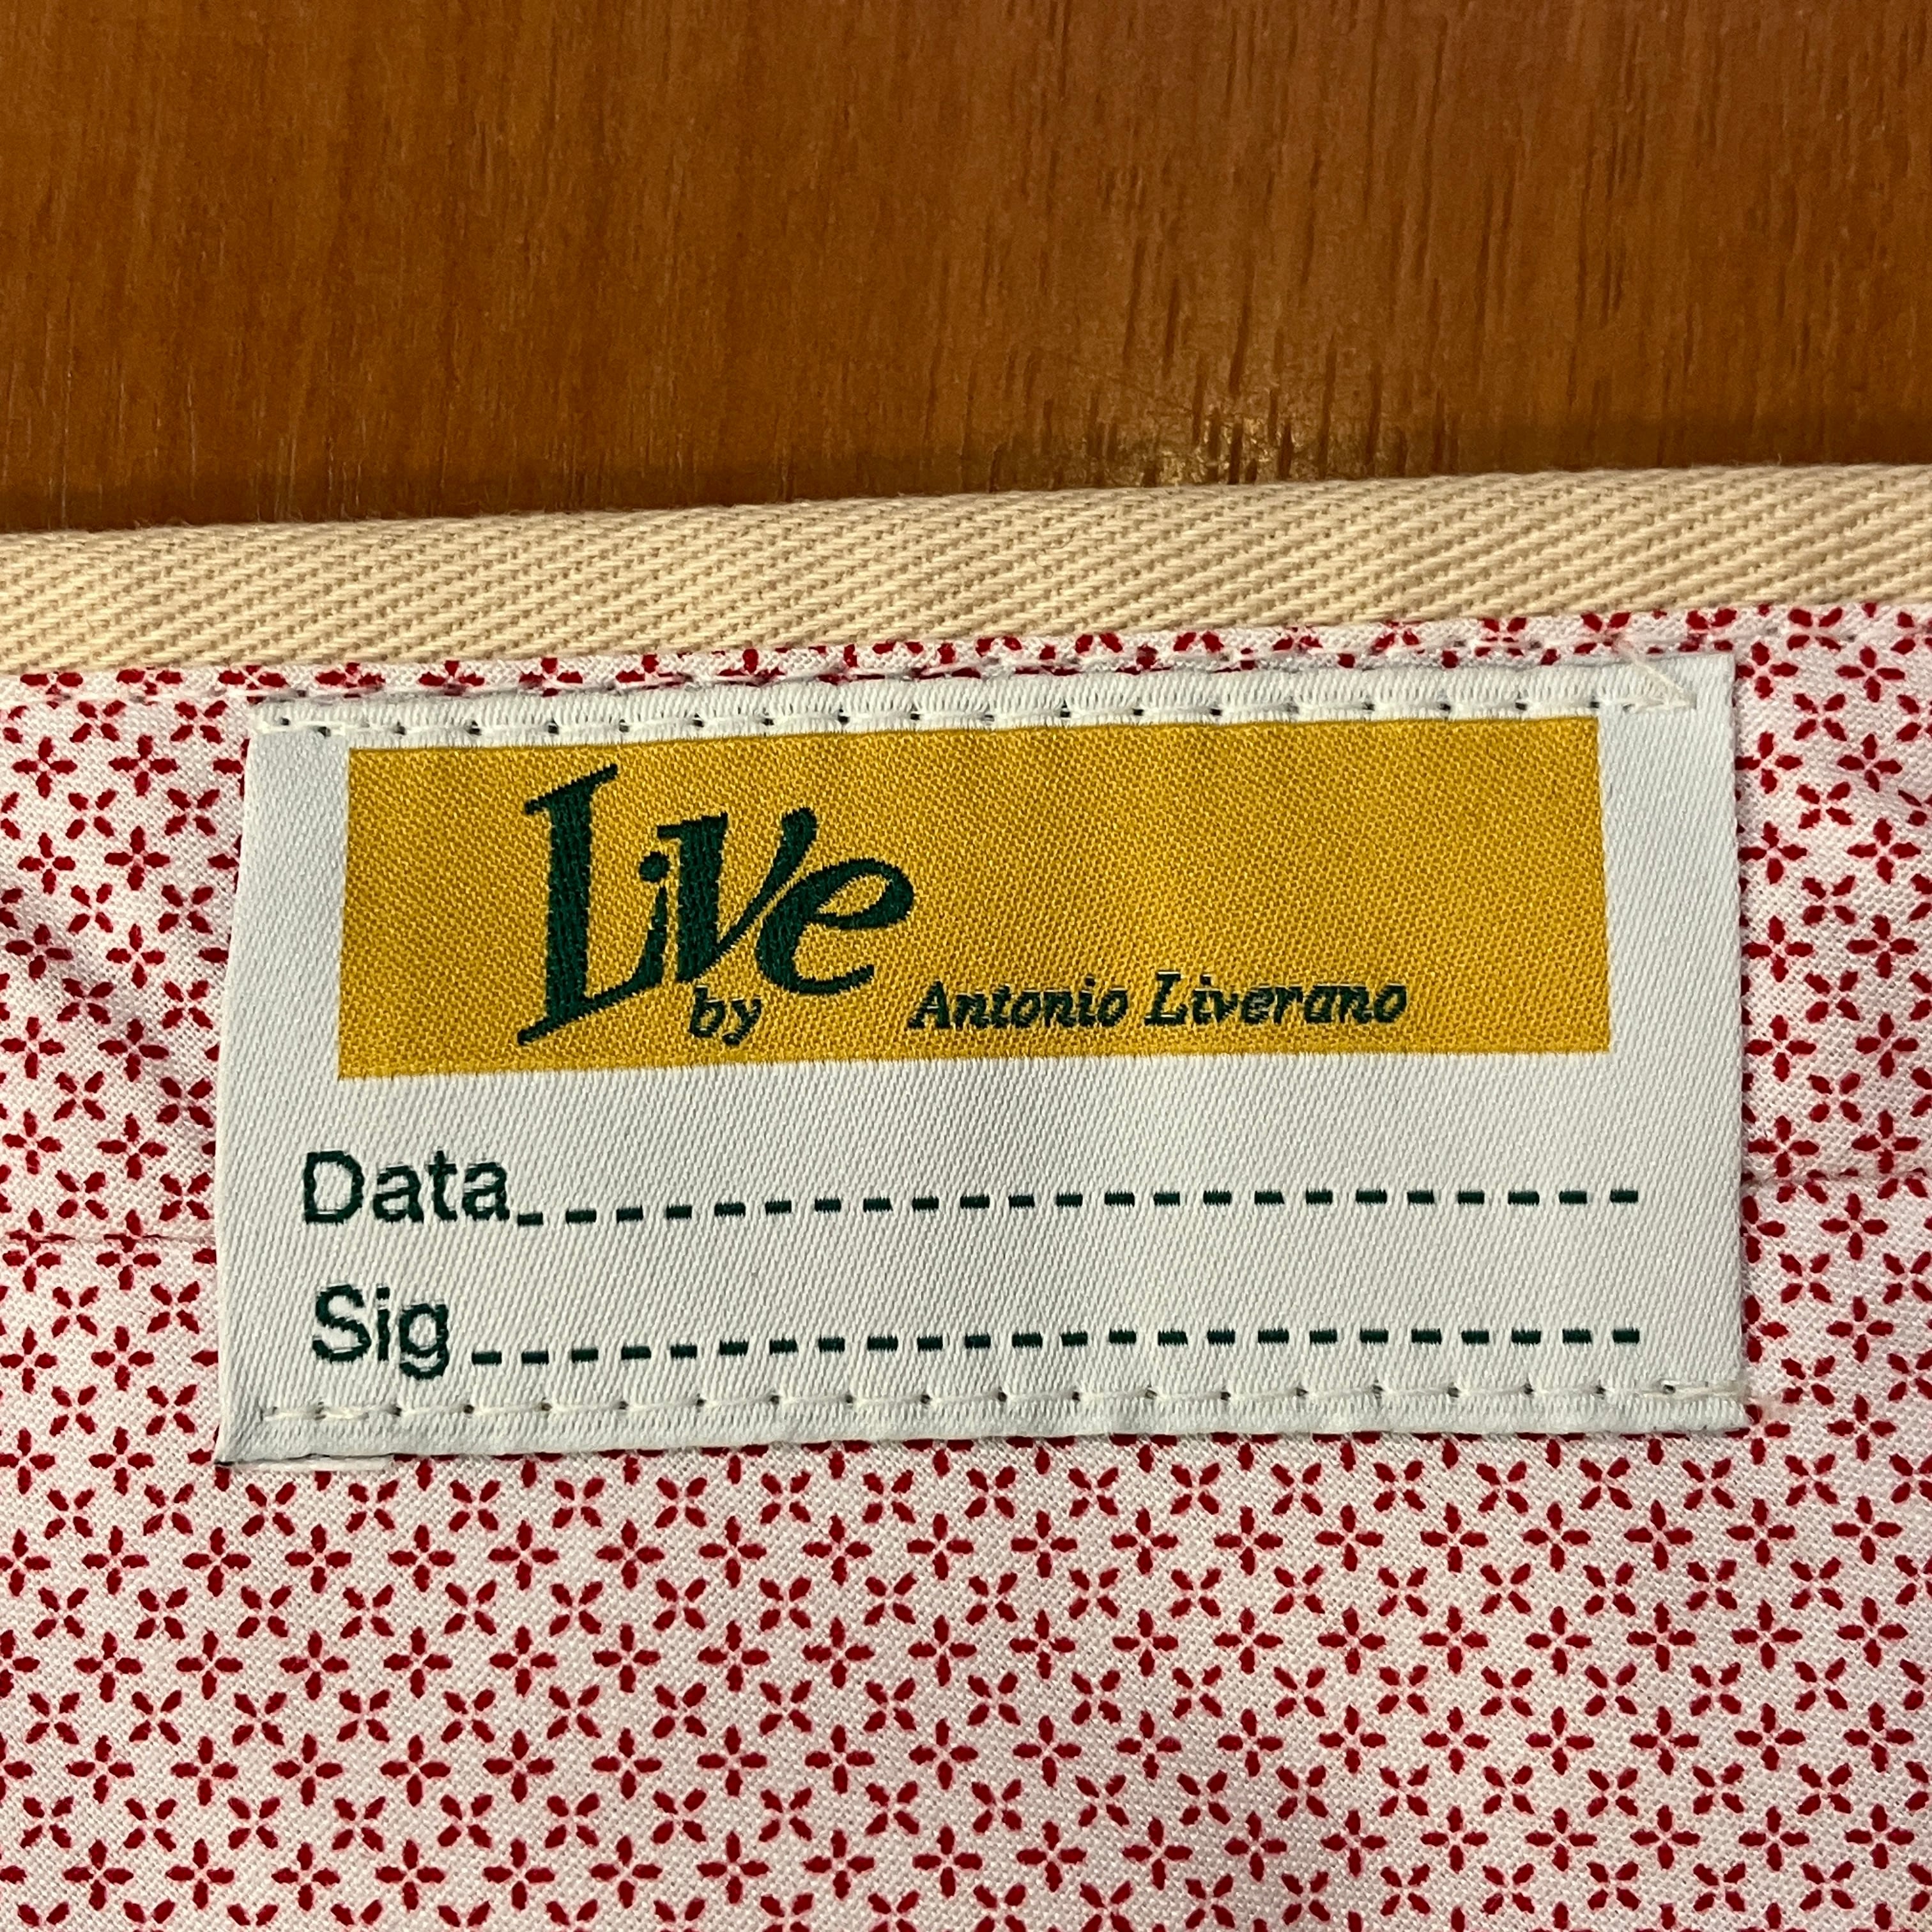 Live
by Antonio Liverano
Data
Sig